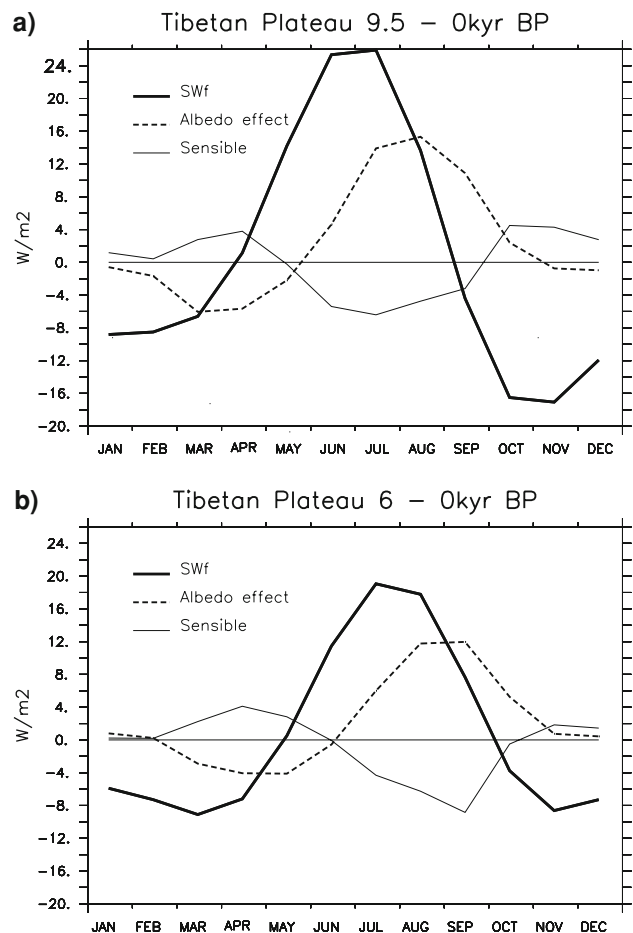 a)
Tibetan Plateau 9.5 – 0kyr BP
24.
20.
16.
12.
8.
4.
0.
-4.
-8.
-12.
-16.
-20.
W/m2
SWf
Albedo effect
Sensible
JAN FEB MAR APR MAY JUN JUL AUG SEP OCT NOV DEC
b)
Tibetan Plateau 6 – 0kyr BP
24.
20.
16.
12.
8.
4.
0.
-4.
-8.
-12.
-16.
-20.
W/m2
SWf
Albedo effect
Sensible
JAN FEB MAR APR MAY JUN JUL AUG SEP OCT NOV DEC